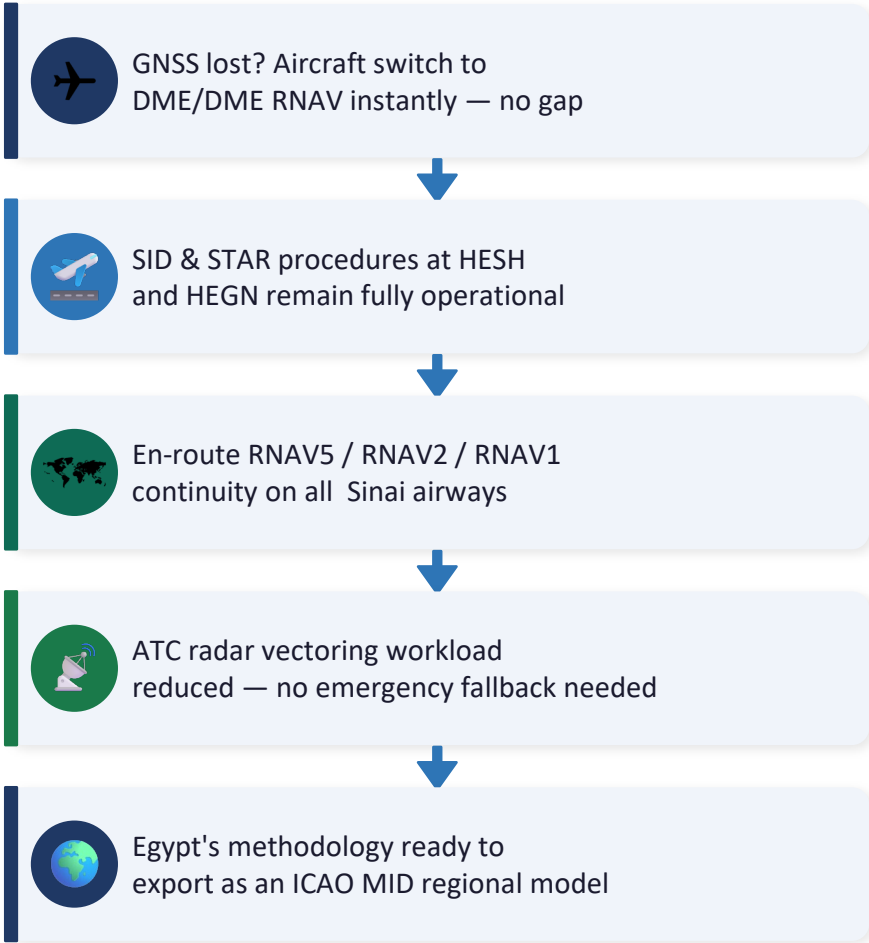 GNSS lost? Aircraft switch to
DME/DME RNAV instantly — no gap
SID & STAR procedures at HESH
and HEGN remain fully operational
En-route RNAV5 / RNAV2 / RNAV1
continuity on all  Sinai airways
ATC radar vectoring workload
reduced — no emergency fallback needed
Egypt's methodology ready to
export as an ICAO MID regional model